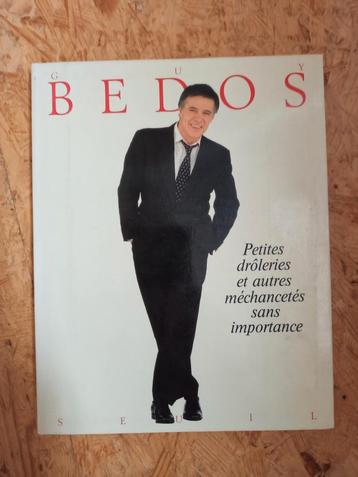 GUY
BEDOS
Petites
drôleries
et autres
méchancetés
sans
importance
SEUIL